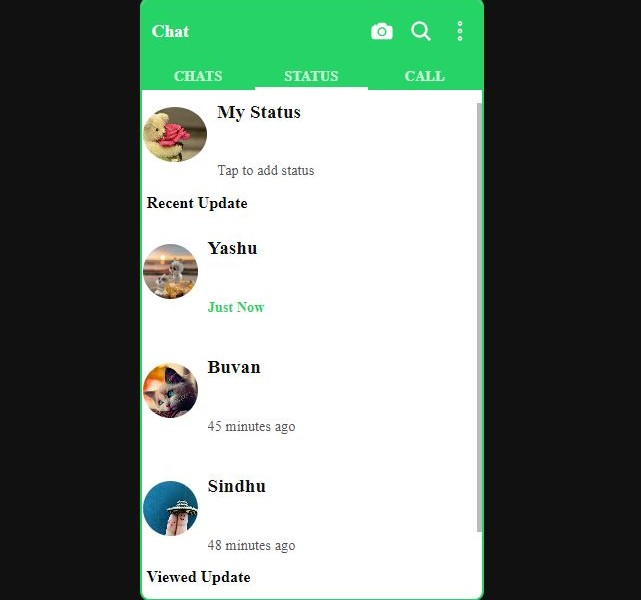 Chat
CHATS STATUS CALL
My Status
Tap to add status
Recent Update
Yashu
Just Now
Buvan
45 minutes ago
Sindhu
48 minutes ago
Viewed Update